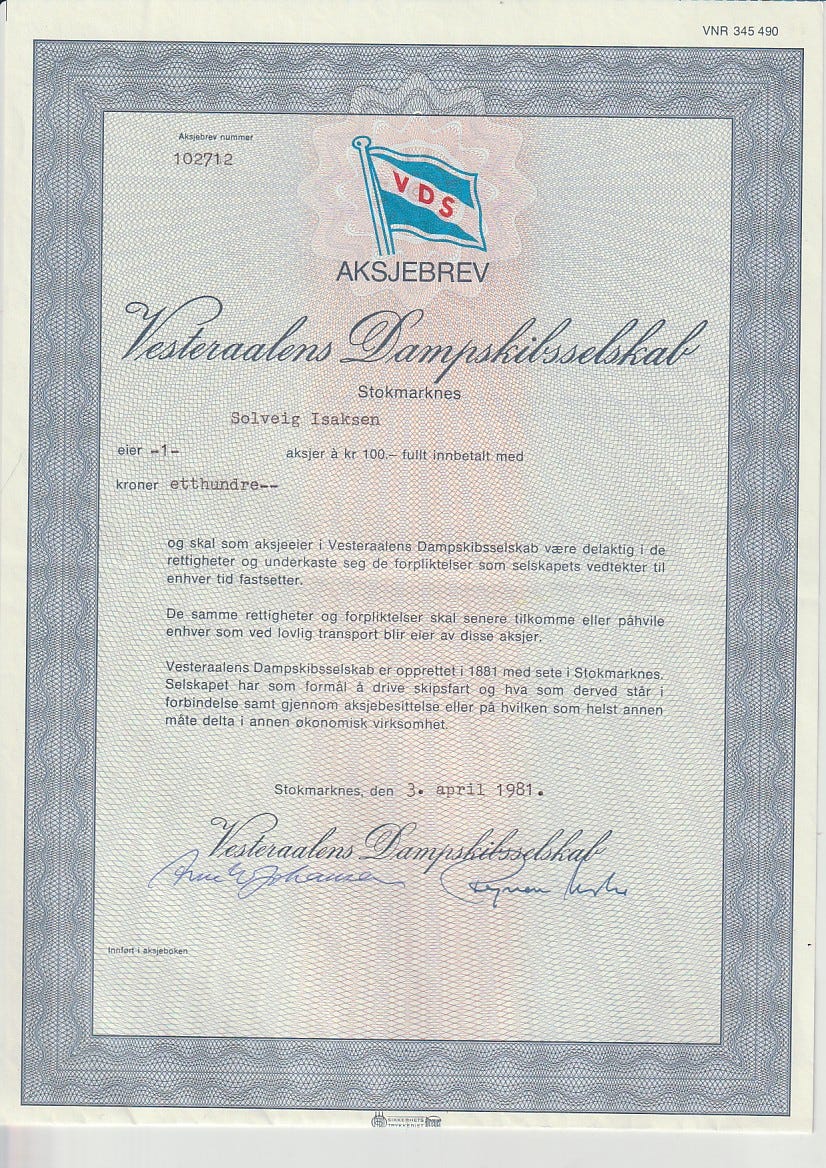 VNR 345 490
Aksjebrev nummer
102712
VDS
AKSJEBREV
Vesteraalens Dampskibsselskab
Stokmarknes
Solveig Isaksen
eier -1- aksjer à kr 100.– fullt innbetalt med
kroner etthundre--
og skal som aksjeeier i Vesteraalens Dampskibsselskab være delaktig i de
rettigheter og underkaste seg de forpliktelser som selskapets vedtekter til
enhver tid fastsetter.
De samme rettigheter og forpliktelser skal senere tilkomme eller påhvile
enhver som ved lovlig transport blir eier av disse aksjer.
Vesteraalens Dampskibsselskab er opprettet i 1881 med sete i Stokmarknes.
Selskapet har som formål å drive skipsfart og hva som derved står i
forbindelse samt gjennom aksjebesittelse eller på hvilken som helst annen
måte delta i annen økonomisk virksomhet.
Stokmarknes, den 3. april 1981.
Vesteraalens Dampskibsselskab
Johansen
Innført i aksjeboken
SIKKERHETS
TRYKKERIET